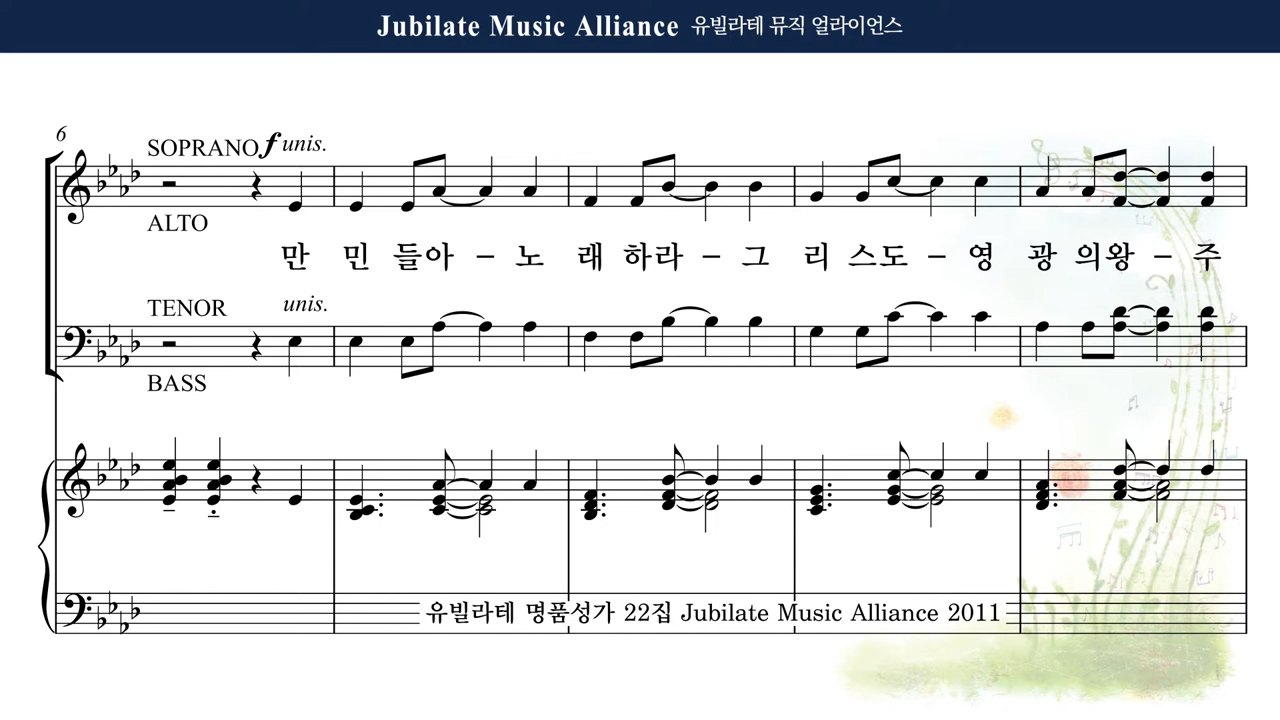 Jubilate Music Alliance 유빌라테 뮤직 얼라이언스
6
SOPRANO f unis.
ALTO
만 민 들아 - 노 래 하라 - 그 리 스도 - 영 광 의왕 - 주
TENOR unis.
BASS
유빌라테 명품성가 22집 Jubilate Music Alliance 2011